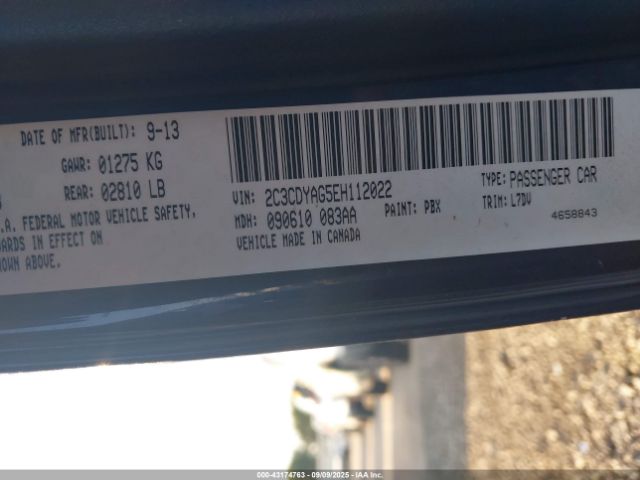 DATE OF MFR(BUILT): 9-13
GAWR: 01275 KG
REAR: 02810 LB
.A. FEDERAL MOTOR VEHICLE SAFETY,
ARDS IN EFFECT ON
HOWN ABOVE.
VIN: 2C3CDYAG5EH112022
TYPE: PASSENGER CAR
MDH: 090610 083AA
PAINT: PBX
TRIM: L7DV
VEHICLE MADE IN CANADA
4658843
000-43174763 - 09/09/2025 - IAA Inc.